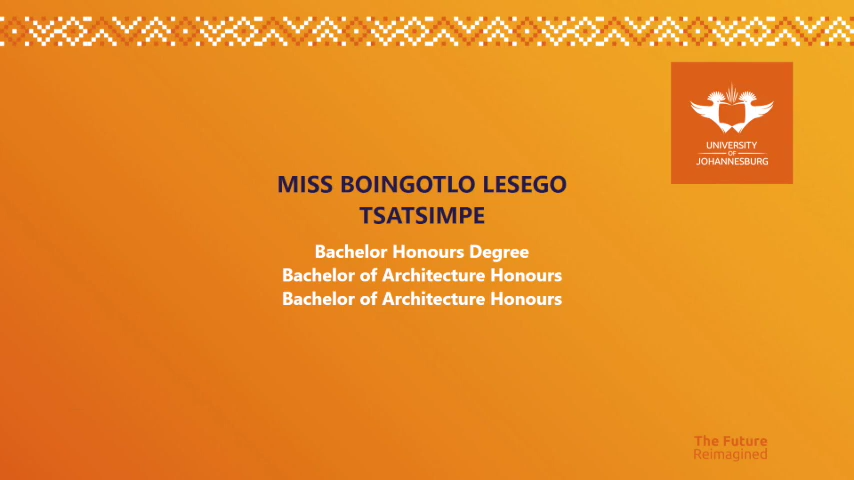 UNIVERSITY
OF
JOHANNESBURG
MISS BOINGOTLO LESEGO
TSATSIMPE
Bachelor Honours Degree
Bachelor of Architecture Honours
Bachelor of Architecture Honours
The Future
Reimagined